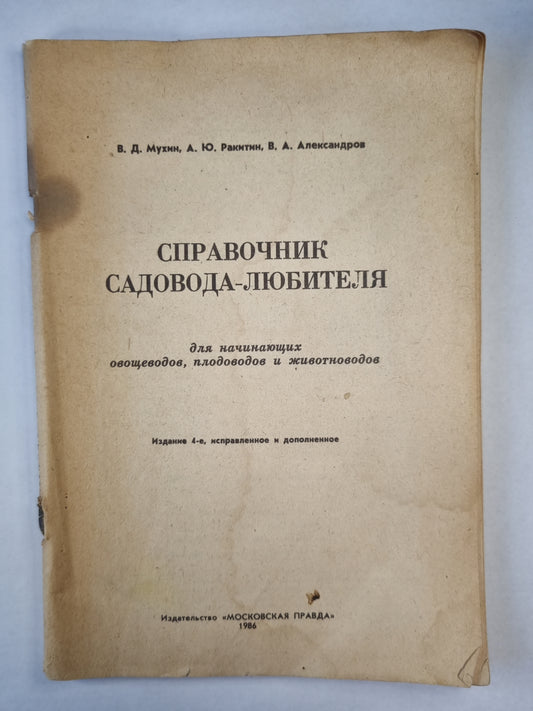 В. Д. Мухин, А. Ю. Ракитин, В. А. Александров
СПРАВОЧНИК
САДОВОДА-ЛЮБИТЕЛЯ
для начинающих
овощеводов, плодоводов и животноводов
Издание 4-е, исправленное и дополненное
Издательство «МОСКОВСКАЯ ПРАВДА»
1986